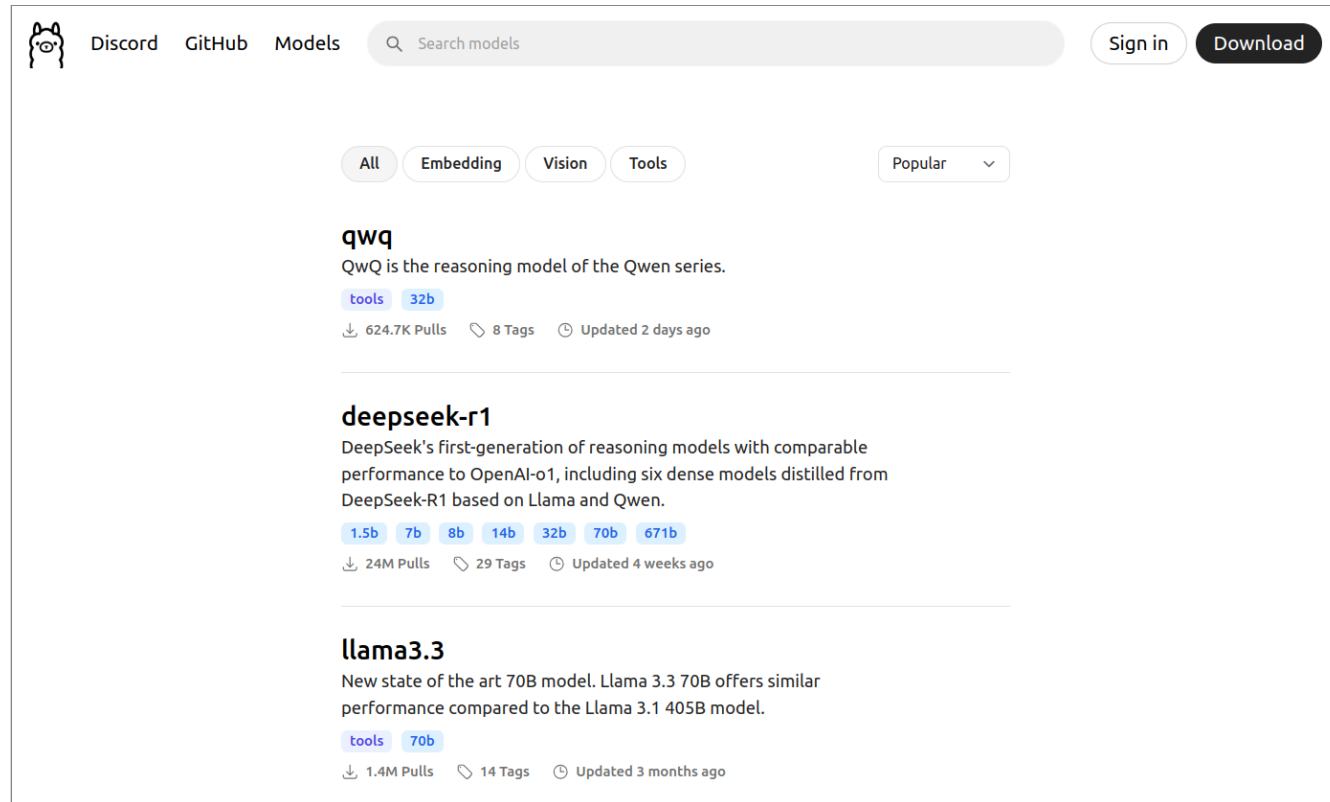 Discord GitHub Models Search models Sign in Download
All Embedding Vision Tools Popular
qwq
QwQ is the reasoning model of the Qwen series.
tools 32b
624.7K Pulls 8 Tags Updated 2 days ago
deepseek-r1
DeepSeek's first-generation of reasoning models with comparable
performance to OpenAI-o1, including six dense models distilled from
DeepSeek-R1 based on Llama and Qwen.
1.5b 7b 8b 14b 32b 70b 671b
24M Pulls 29 Tags Updated 4 weeks ago
llama3.3
New state of the art 70B model. Llama 3.3 70B offers similar
performance compared to the Llama 3.1 405B model.
tools 70b
1.4M Pulls 14 Tags Updated 3 months ago